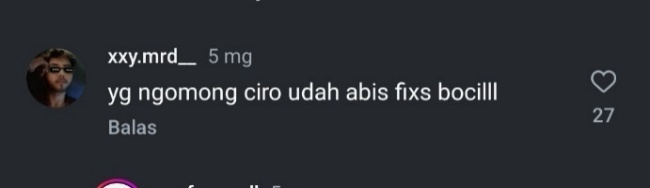 xxy.mrd__ 5 mg
yg ngomong ciro udah abis fixs bocilll
27
Balas